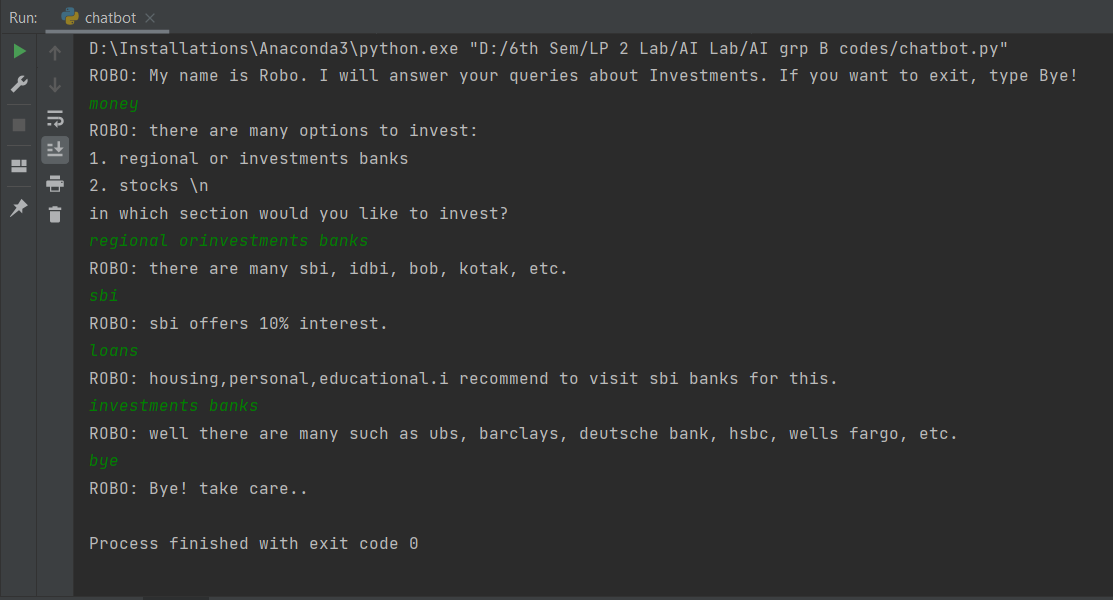 Run: chatbot
D:\Installations\Anaconda3\python.exe "D:/6th Sem/LP 2 Lab/AI Lab/AI grp B codes/chatbot.py"
ROBO: My name is Robo. I will answer your queries about Investments. If you want to exit, type Bye!
money
ROBO: there are many options to invest:
1. regional or investments banks
2. stocks \n
in which section would you like to invest?
regional orinvestments banks
ROBO: there are many sbi, idbi, bob, kotak, etc.
sbi
ROBO: sbi offers 10% interest.
loans
ROBO: housing,personal,educational.i recommend to visit sbi banks for this.
investments banks
ROBO: well there are many such as ubs, barclays, deutsche bank, hsbc, wells fargo, etc.
bye
ROBO: Bye! take care..
Process finished with exit code 0